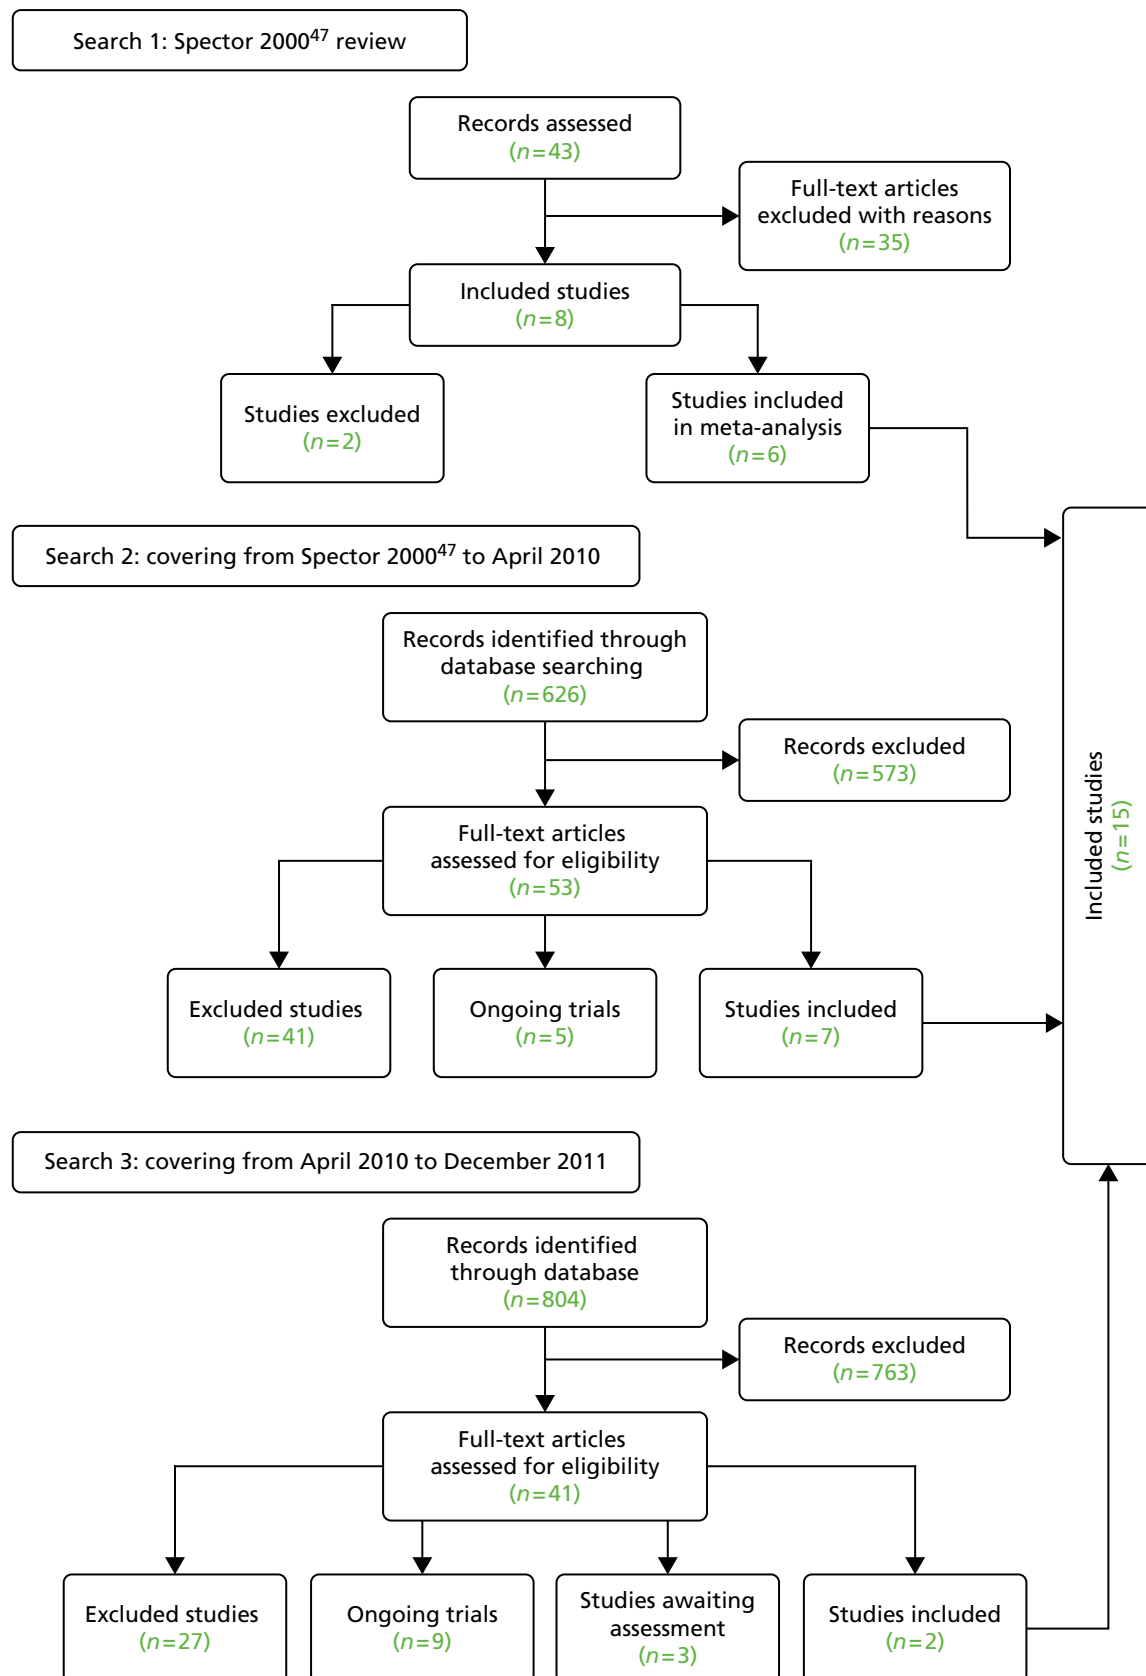 Search 1: Spector 2000⁴⁷ review
Records assessed
(n=43)
Full-text articles
excluded with reasons
(n=35)
Included studies
(n=8)
Studies excluded
(n=2)
Studies included
in meta-analysis
(n=6)
Search 2: covering from Spector 2000⁴⁷ to April 2010
Records identified through
database searching
(n=626)
Records excluded
(n=573)
Full-text articles
assessed for eligibility
(n=53)
Excluded studies
(n=41)
Ongoing trials
(n=5)
Studies included
(n=7)
Included studies
(n=15)
Search 3: covering from April 2010 to December 2011
Records identified
through database
(n=804)
Records excluded
(n=763)
Full-text articles
assessed for eligibility
(n=41)
Excluded studies
(n=27)
Ongoing trials
(n=9)
Studies awaiting
assessment
(n=3)
Studies included
(n=2)